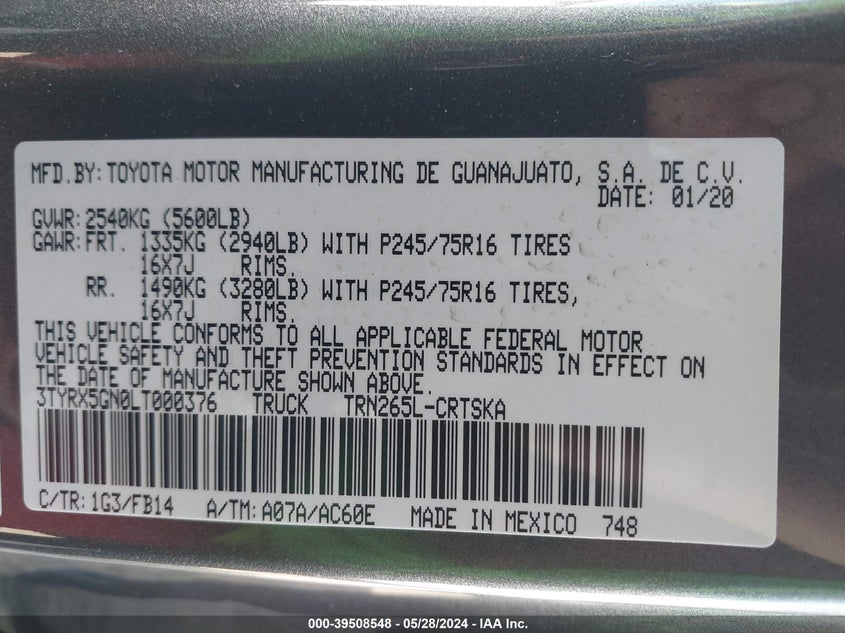 MFD.BY: TOYOTA MOTOR MANUFACTURING DE GUANAJUATO, S.A. DE C.V.
DATE: 01/20
GVWR: 2540KG (5600LB)
GAWR: FRT. 1335KG (2940LB) WITH P245/75R16 TIRES
16X7J RIMS.
RR. 1490KG (3280LB) WITH P245/75R16 TIRES,
16X7J RIMS.
THIS VEHICLE CONFORMS TO ALL APPLICABLE FEDERAL MOTOR
VEHICLE SAFETY AND THEFT PREVENTION STANDARDS IN EFFECT ON
THE DATE OF MANUFACTURE SHOWN ABOVE.
3TYRX5GN0LT000376 TRUCK TRN265L-CRTSKA
C/TR: 1G3/FB14 A/TM: A07A/AC60E MADE IN MEXICO 748
000-39508548 - 05/28/2024 - IAA Inc.